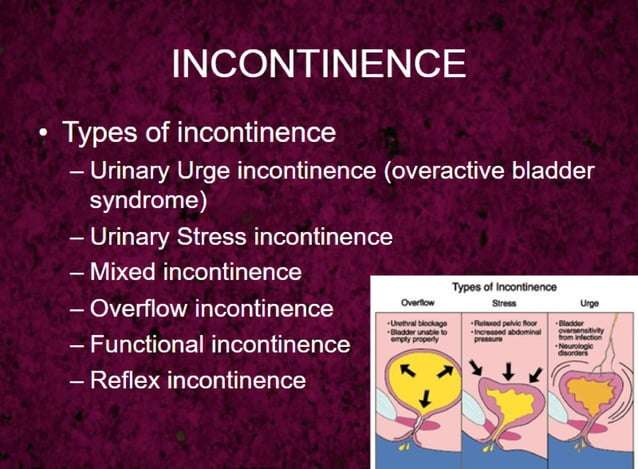 INCONTINENCE
• Types of incontinence
– Urinary Urge incontinence (overactive bladder
syndrome)
– Urinary Stress incontinence
– Mixed incontinence
– Overflow incontinence
– Functional incontinence
– Reflex incontinence
Types of Incontinence
Overflow
• Urethral blockage
• Bladder unable to
empty properly
Stress
• Relaxed pelvic floor
• Increased abdominal
pressure
Urge
• Bladder
oversensitivity
from infection
• Neurologic
disorders